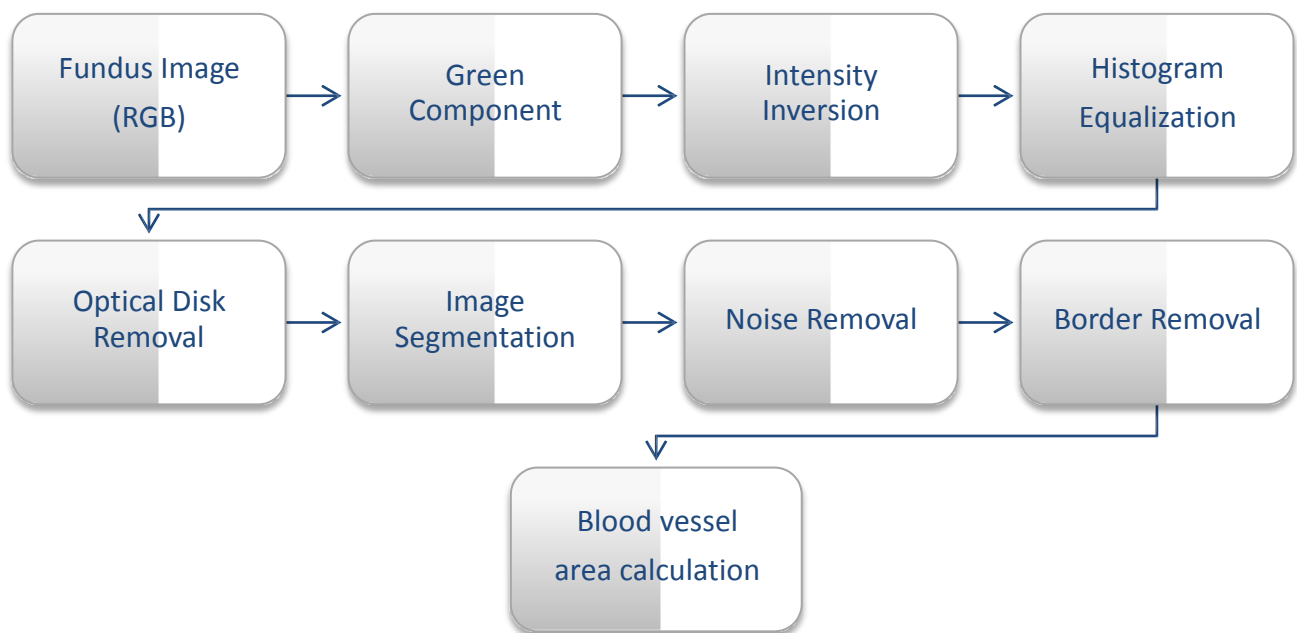 Fundus Image
(RGB)
Green
Component
Intensity
Inversion
Histogram
Equalization
Optical Disk
Removal
Image
Segmentation
Noise Removal
Border Removal
Blood vessel
area calculation